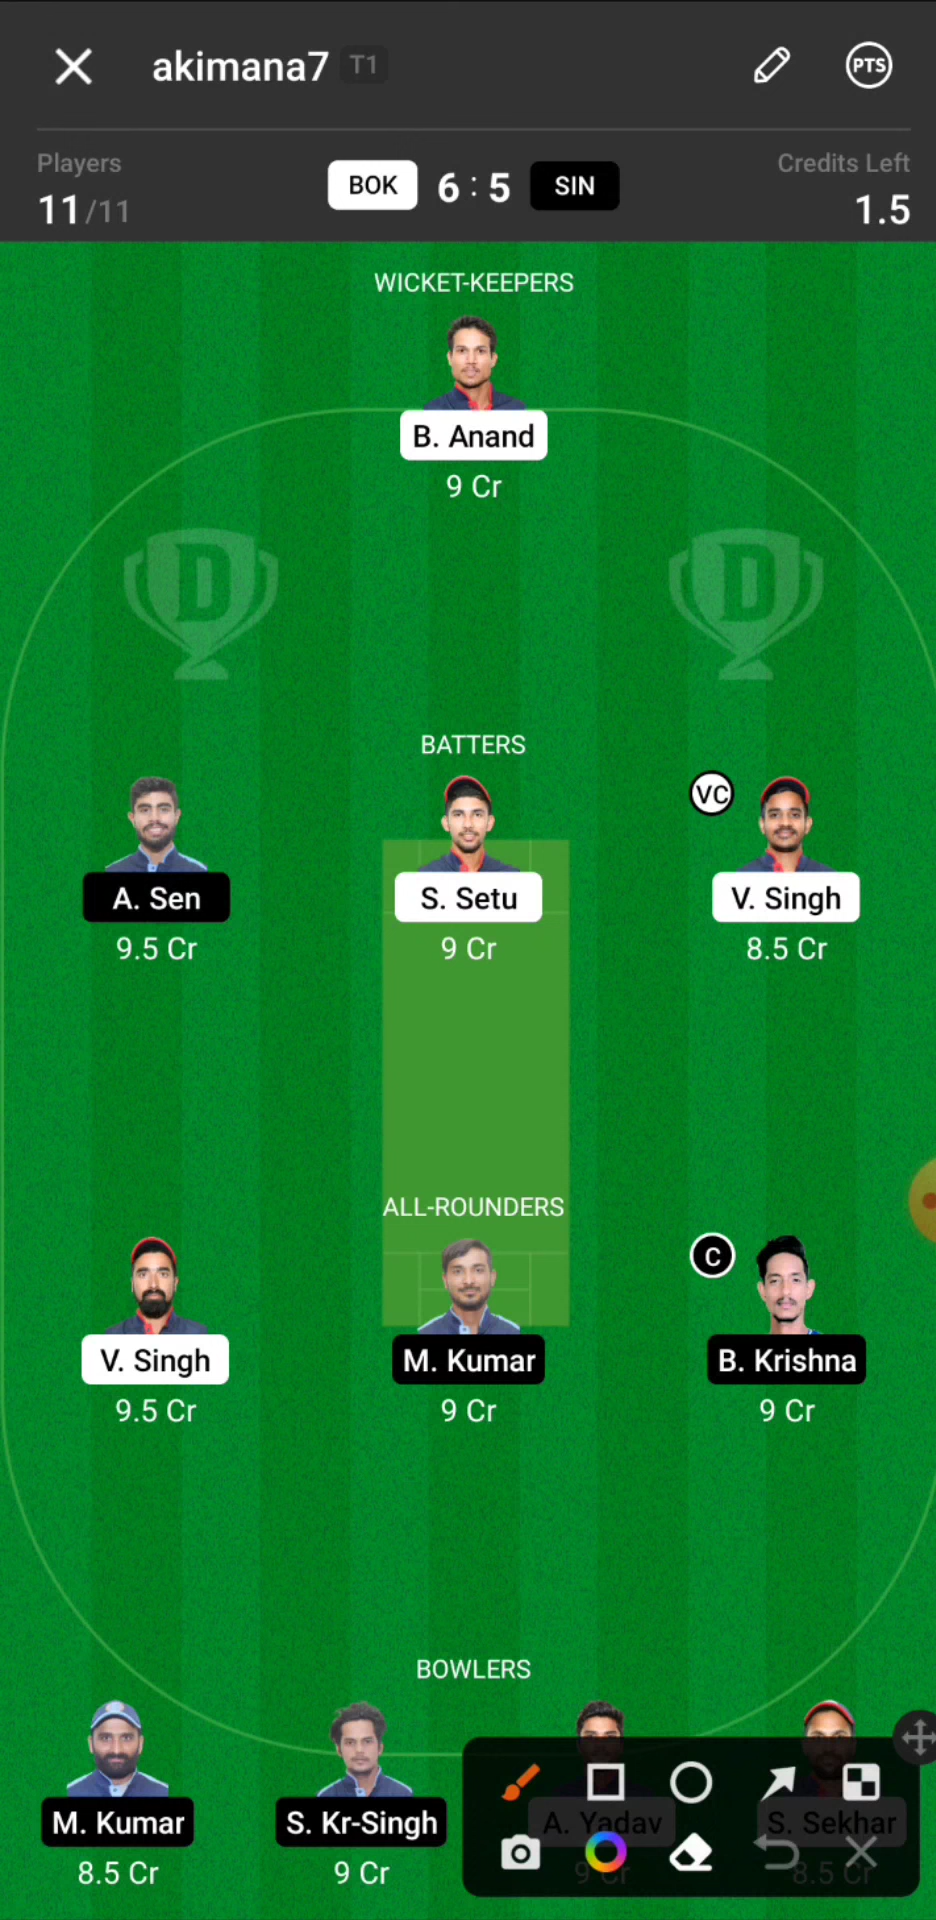 akimana7 T1
PTS
Players
Credits Left
11/11
BOK 6 : 5 SIN
1.5
WICKET-KEEPERS
B. Anand
9 Cr
D D
BATTERS
VC
A. Sen
S. Setu
V. Singh
9.5 Cr
9 Cr
8.5 Cr
ALL-ROUNDERS
C
V. Singh
M. Kumar
B. Krishna
9.5 Cr
9 Cr
9 Cr
BOWLERS
M. Kumar
S. Kr-Singh
A. Yadav
S. Sekhar
8.5 Cr
9 Cr
9 Cr
8.5 Cr